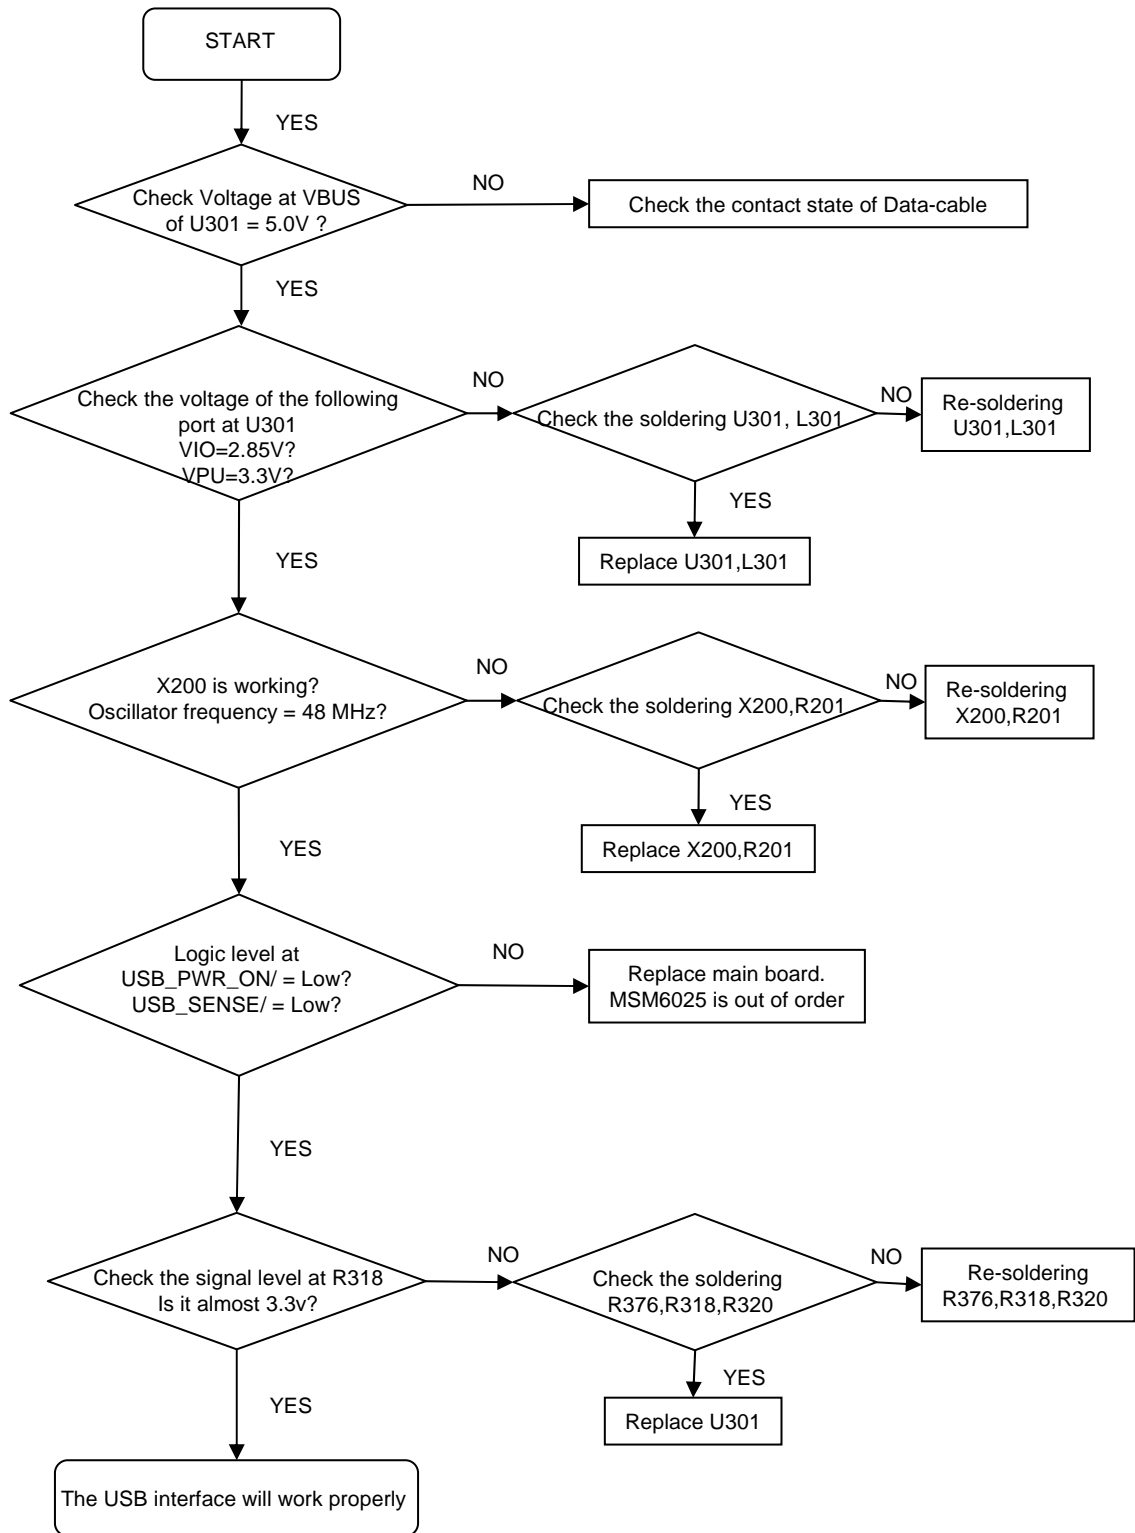 START
YES
Check Voltage at VBUS
of U301 = 5.0V ?
NO
Check the contact state of Data-cable
YES
Check the voltage of the following
port at U301
VIO=2.85V?
VPU=3.3V?
NO
Check the soldering U301, L301
NO
Re-soldering
U301,L301
YES
Replace U301,L301
YES
X200 is working?
Oscillator frequency = 48 MHz?
NO
Check the soldering X200,R201
NO
Re-soldering
X200,R201
YES
Replace X200,R201
YES
Logic level at
USB_PWR_ON/ = Low?
USB_SENSE/ = Low?
NO
Replace main board.
MSM6025 is out of order
YES
Check the signal level at R318
Is it almost 3.3v?
NO
Check the soldering
R376,R318,R320
NO
Re-soldering
R376,R318,R320
YES
Replace U301
YES
The USB interface will work properly